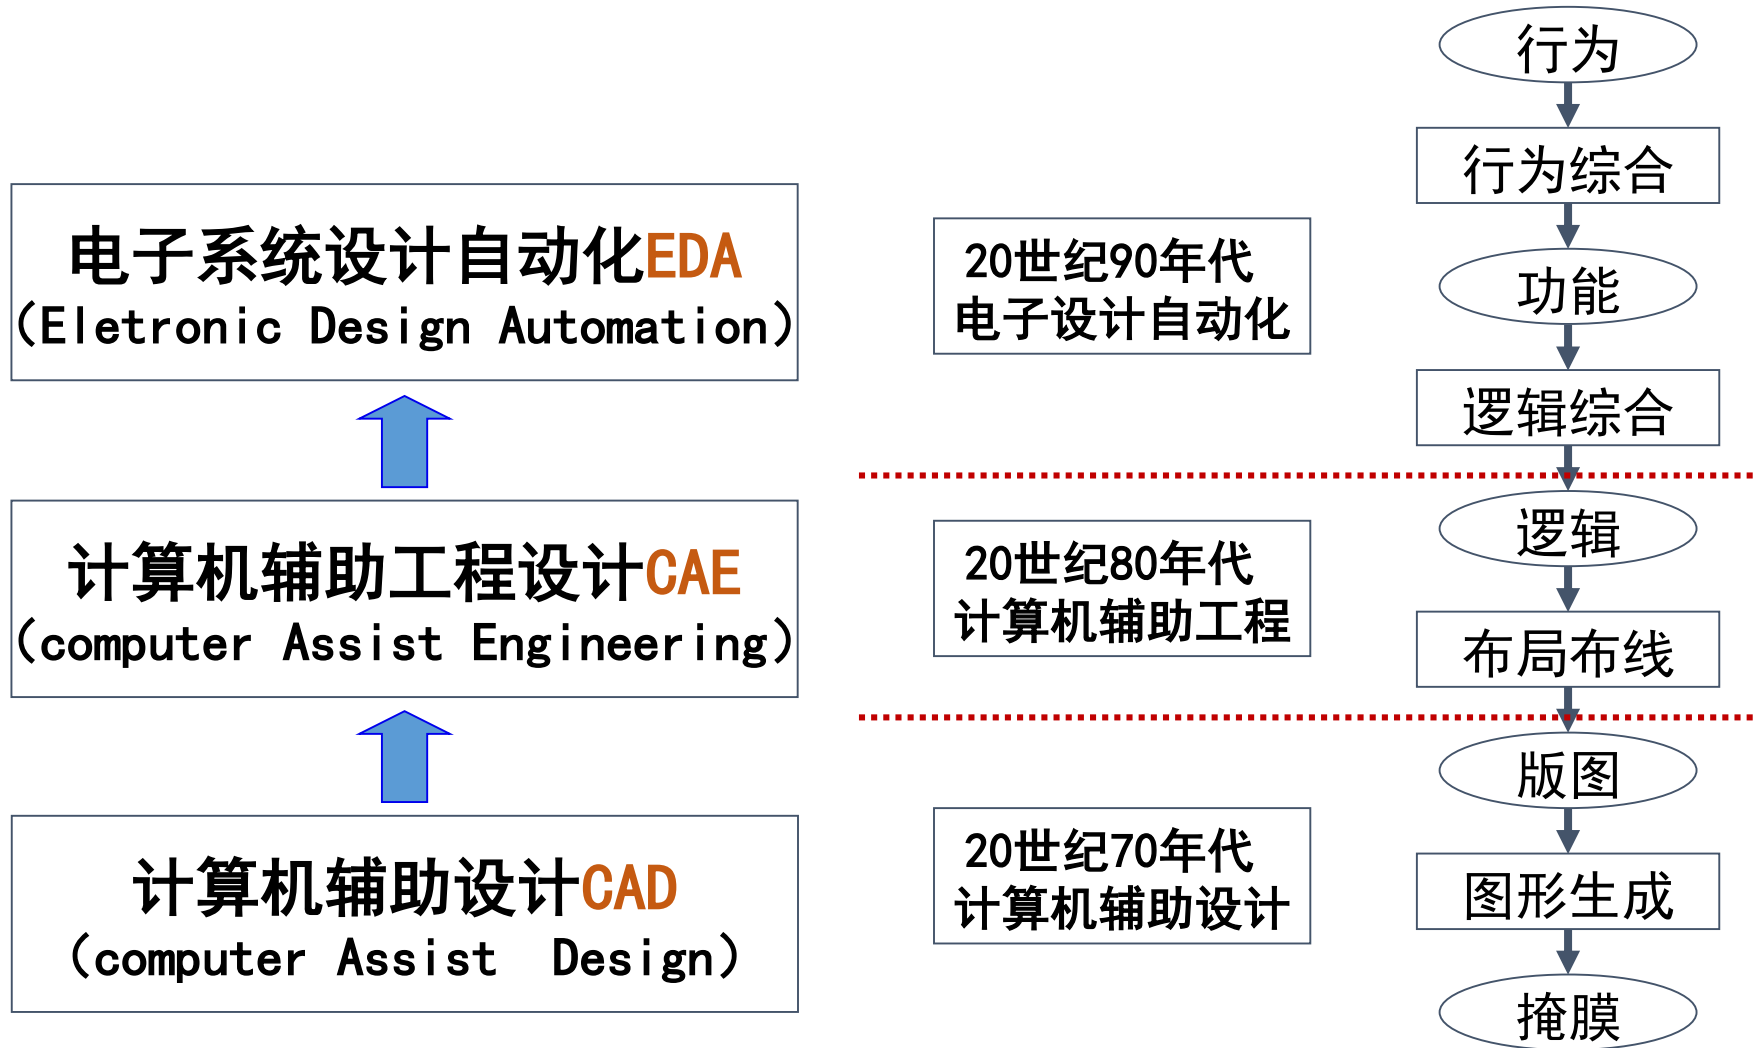 电子系统设计自动化EDA
(Eletronic Design Automation)
计算机辅助工程设计CAE
(computer Assist Engineering)
计算机辅助设计CAD
(computer Assist  Design)
20世纪90年代
电子设计自动化
20世纪80年代
计算机辅助工程
20世纪70年代
计算机辅助设计
行为
行为综合
功能
逻辑综合
逻辑
布局布线
版图
图形生成
掩膜